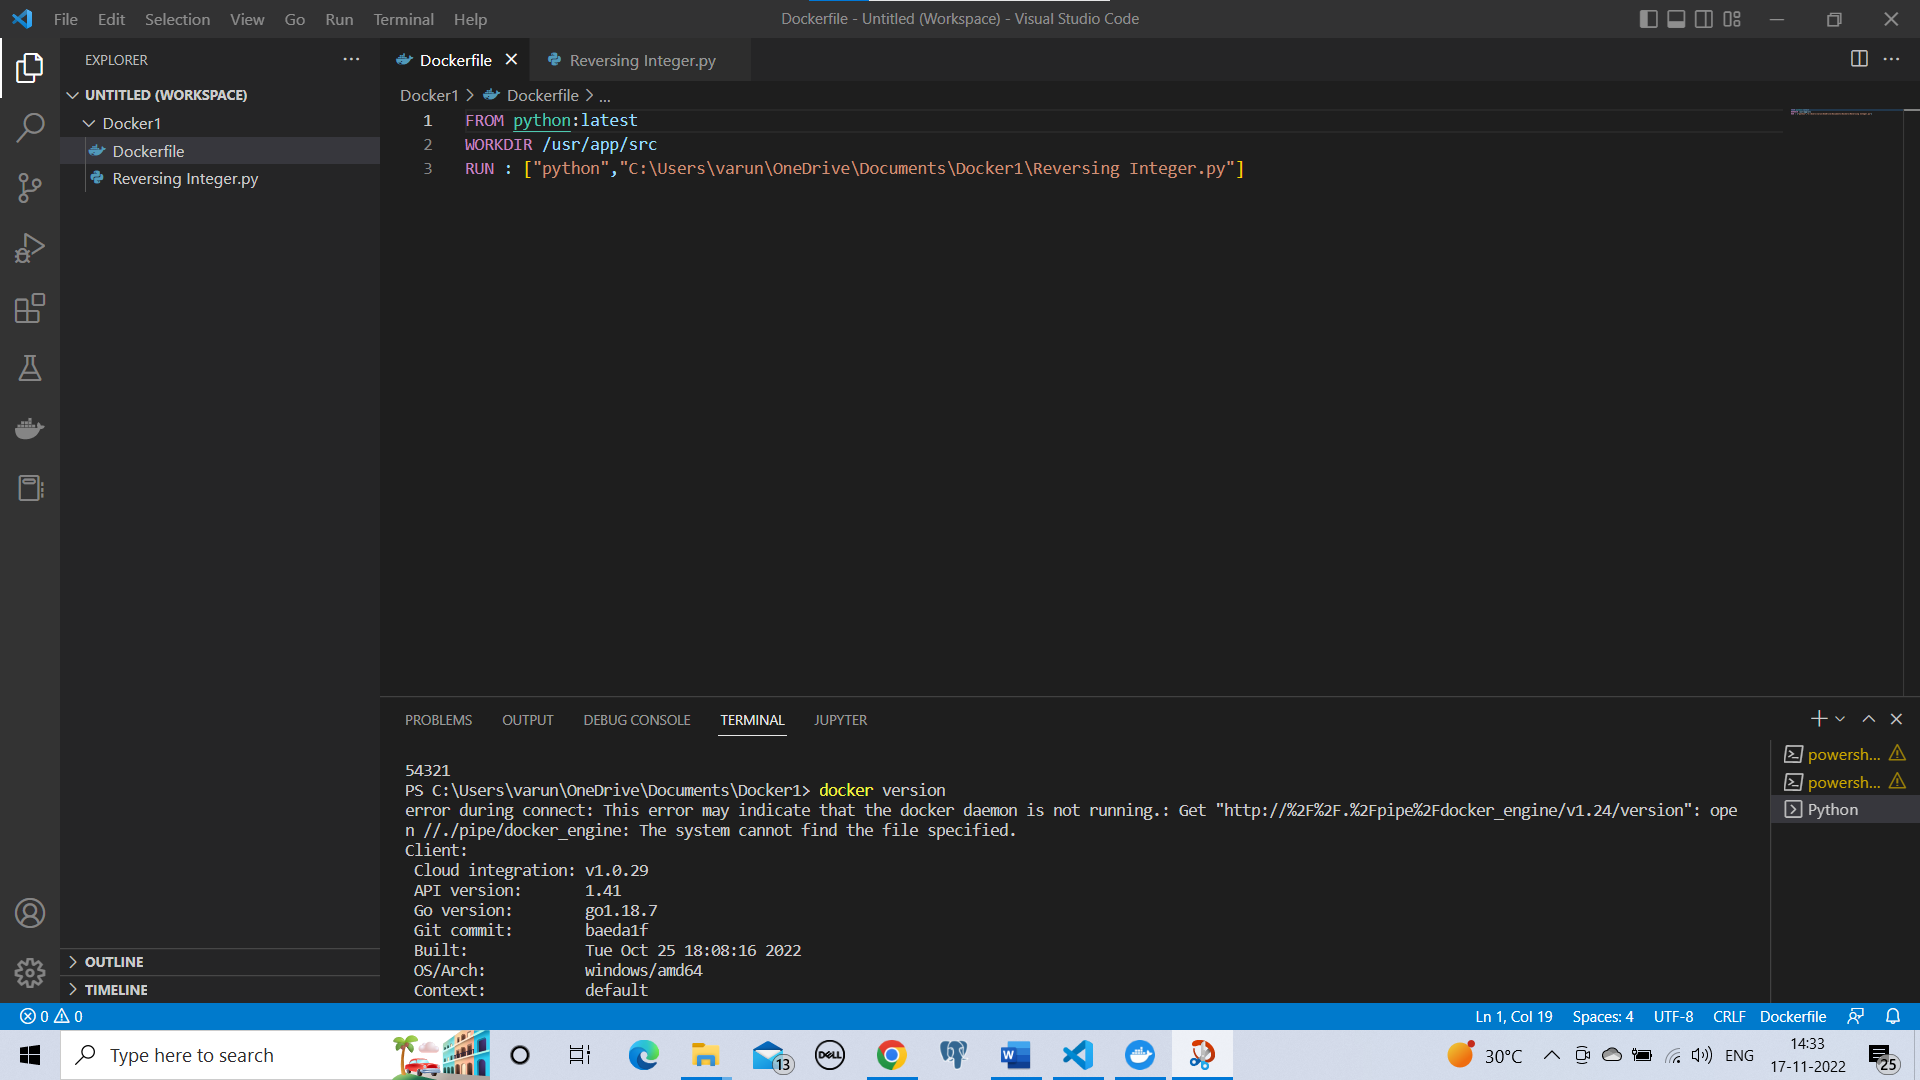 File Edit Selection View Go Run Terminal Help
Dockerfile - Untitled (Workspace) - Visual Studio Code
EXPLORER
UNTITLED (WORKSPACE)
Docker1
Dockerfile
Reversing Integer.py
OUTLINE
TIMELINE
Dockerfile
Reversing Integer.py
Docker1 > Dockerfile > ...
1 FROM python:latest
2 WORKDIR /usr/app/src
3 RUN : ["python","C:\Users\varun\OneDrive\Documents\Docker1\Reversing Integer.py"]
PROBLEMS OUTPUT DEBUG CONSOLE TERMINAL JUPYTER
54321
PS C:\Users\varun\OneDrive\Documents\Docker1> docker version
error during connect: This error may indicate that the docker daemon is not running.: Get "http://%2F%2F.%2Fpipe%2Fdocker_engine/v1.24/version": ope
n //./pipe/docker_engine: The system cannot find the file specified.
Client:
Cloud integration: v1.0.29
API version: 1.41
Go version: go1.18.7
Git commit: baeda1f
Built: Tue Oct 25 18:08:16 2022
OS/Arch: windows/amd64
Context: default
powersh...
powersh...
Python
0 0
Ln 1, Col 19 Spaces: 4 UTF-8 CRLF Dockerfile
Type here to search
13
DELL
W
30°C
ENG
14:33
17-11-2022
25